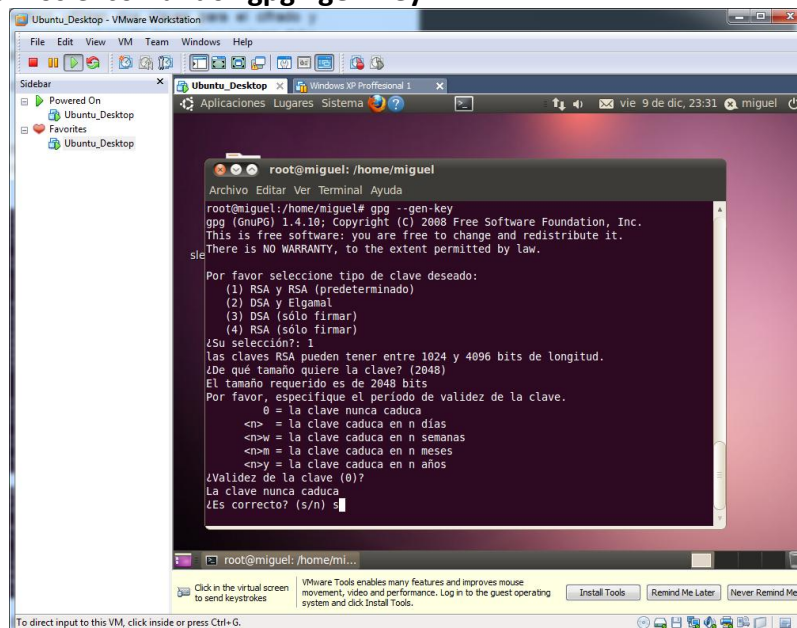 Ubuntu_Desktop - VMware Workstation
File Edit View VM Team Windows Help
Sidebar
Powered On
Ubuntu_Desktop
Favorites
Ubuntu_Desktop
Ubuntu_Desktop
Windows XP Proffesional 1
Aplicaciones Lugares Sistema
vie 9 de dic, 23:31
miguel
root@miguel: /home/miguel
Archivo Editar Ver Terminal Ayuda
root@miguel:/home/miguel# gpg --gen-key
gpg (GnuPG) 1.4.10; Copyright (C) 2008 Free Software Foundation, Inc.
This is free software: you are free to change and redistribute it.
There is NO WARRANTY, to the extent permitted by law.
sle
Por favor seleccione tipo de clave deseado:
(1) RSA y RSA (predeterminado)
(2) DSA y Elgamal
(3) DSA (sólo firmar)
(4) RSA (sólo firmar)
¿Su selección?: 1
las claves RSA pueden tener entre 1024 y 4096 bits de longitud.
¿De qué tamaño quiere la clave? (2048)
El tamaño requerido es de 2048 bits
Por favor, especifique el período de validez de la clave.
0 = la clave nunca caduca
<n> = la clave caduca en n días
<n>w = la clave caduca en n semanas
<n>m = la clave caduca en n meses
<n>y = la clave caduca en n años
¿Validez de la clave (0)?
La clave nunca caduca
¿Es correcto? (s/n) s
root@miguel: /home/mi...
Click in the virtual screen
to send keystrokes
VMware Tools enables many features and improves mouse
movement, video and performance. Log in to the guest operating
system and click Install Tools.
Install Tools
Remind Me Later
Never Remind Me
To direct input to this VM, click inside or press Ctrl+G.